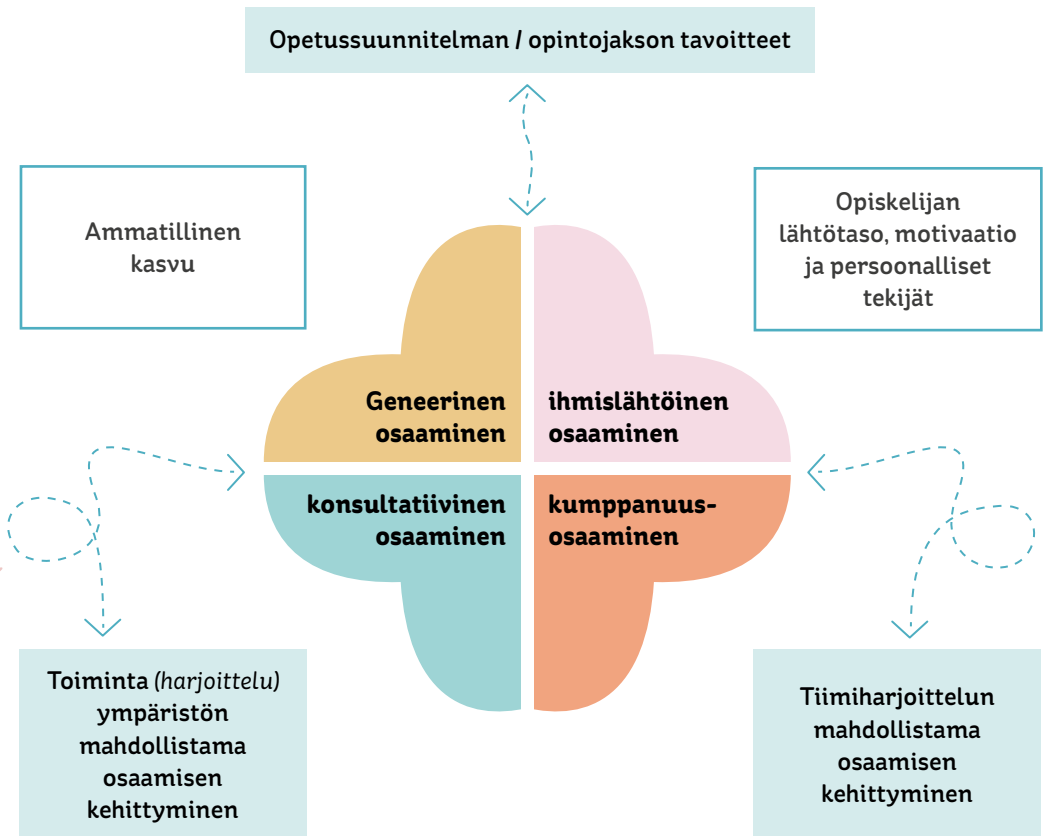 Opetussuunnitelman / opintojakson tavoitteet
Ammatillinen
kasvu
Opiskelijan
lähtötaso, motivaatio
ja persoonalliset
tekijät
Geneerinen
osaaminen
ihmislähtöinen
osaaminen
konsultatiivinen
osaaminen
kumppanuus-
osaaminen
Toiminta (harjoittelu)
ympäristön
mahdollistama
osaamisen
kehittyminen
Tiimiharjoittelun
mahdollistama
osaamisen
kehittyminen